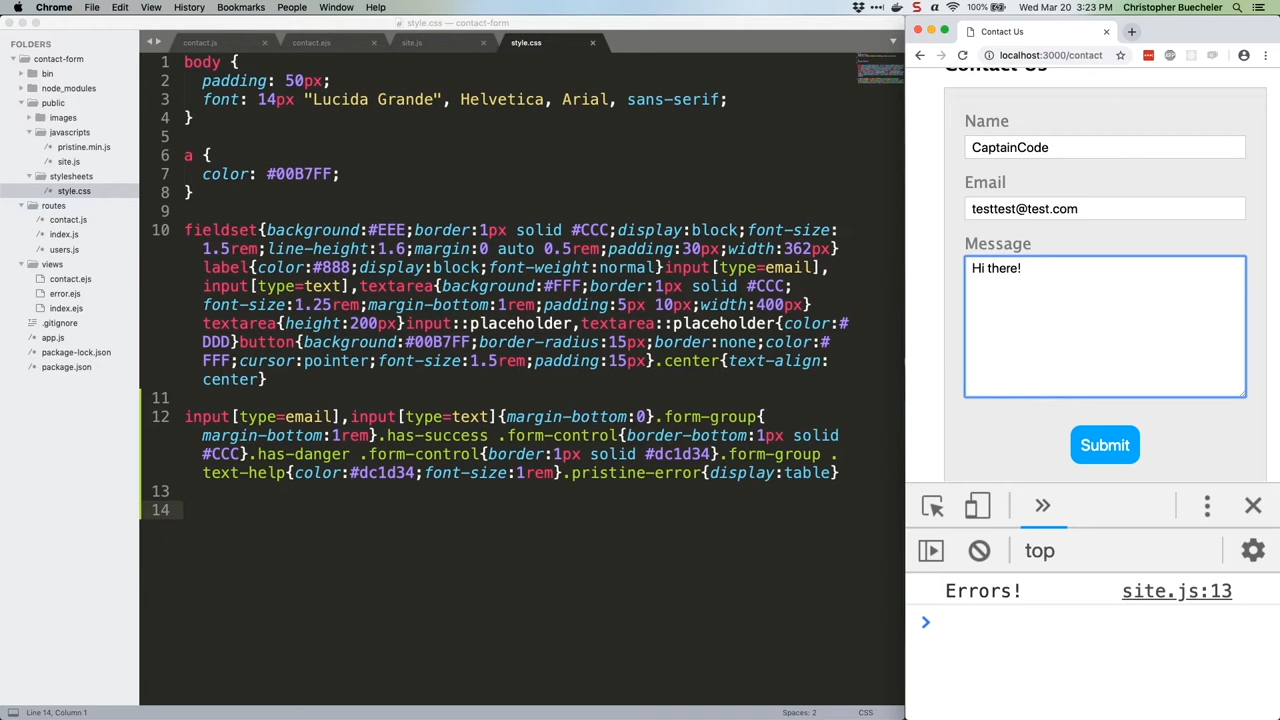 Chrome File Edit View History Bookmarks People Window Help
100% Wed Mar 20 3:23 PM Christopher Buecheler
style.css — contact-form
FOLDERS
contact-form
bin
node_modules
public
images
javascripts
/* pristine.min.js
/* site.js
stylesheets
/* style.css
routes
/* contact.js
/* index.js
/* users.js
views
contact.ejs
error.ejs
index.ejs
.gitignore
/* app.js
/* package-lock.json
/* package.json
contact.js × contact.ejs × site.js × style.css ×
1 body {
2 padding: 50px;
3 font: 14px "Lucida Grande", Helvetica, Arial, sans-serif;
4 }
5
6 a {
7 color: #00B7FF;
8 }
9
10 fieldset{background:#EEE;border:1px solid #CCC;display:block;font-size:
1.5rem;line-height:1.6;margin:0 auto 0.5rem;padding:30px;width:362px}
label{color:#888;display:block;font-weight:normal}input[type=email],
input[type=text],textarea{background:#FFF;border:1px solid #CCC;
font-size:1.25rem;margin-bottom:1rem;padding:5px 10px;width:400px}
textarea{height:200px}input::placeholder,textarea::placeholder{color:#
DDD}button{background:#00B7FF;border-radius:15px;border:none;color:#
FFF;cursor:pointer;font-size:1.5rem;padding:15px}.center{text-align:
center}
11
12 input[type=email],input[type=text]{margin-bottom:0}.form-group{
margin-bottom:1rem}.has-success .form-control{border-bottom:1px solid
#CCC}.has-danger .form-control{border:1px solid #dc1d34}.form-group .
text-help{color:#dc1d34;font-size:1rem}.pristine-error{display:table}
13
14
Line 14, Column 1 Spaces: 2 CSS
Contact Us
localhost:3000/contact
Contact Us
Name
CaptainCode
Email
testtest@test.com
Message
Hi there!
Submit
top
Errors! site.js:13